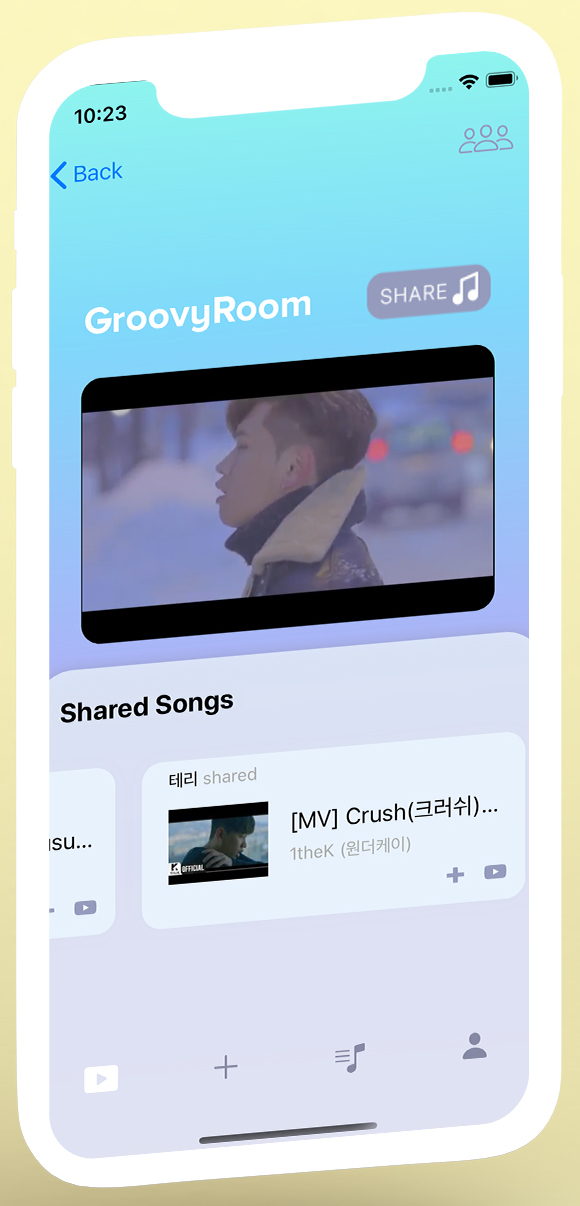 10:23
Back
GroovyRoom
SHARE
Shared Songs
테리 shared
[MV] Crush(크러쉬)...
1theK (원더케이)
OFFICIAL
su...